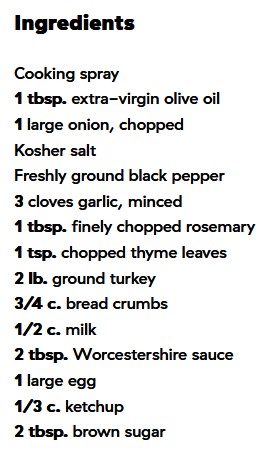 Ingredients
Cooking spray
1 tbsp. extra-virgin olive oil
1 large onion, chopped
Kosher salt
Freshly ground black pepper
3 cloves garlic, minced
1 tbsp. finely chopped rosemary
1 tsp. chopped thyme leaves
2 lb. ground turkey
3/4 c. bread crumbs
1/2 c. milk
2 tbsp. Worcestershire sauce
1 large egg
1/3 c. ketchup
2 tbsp. brown sugar